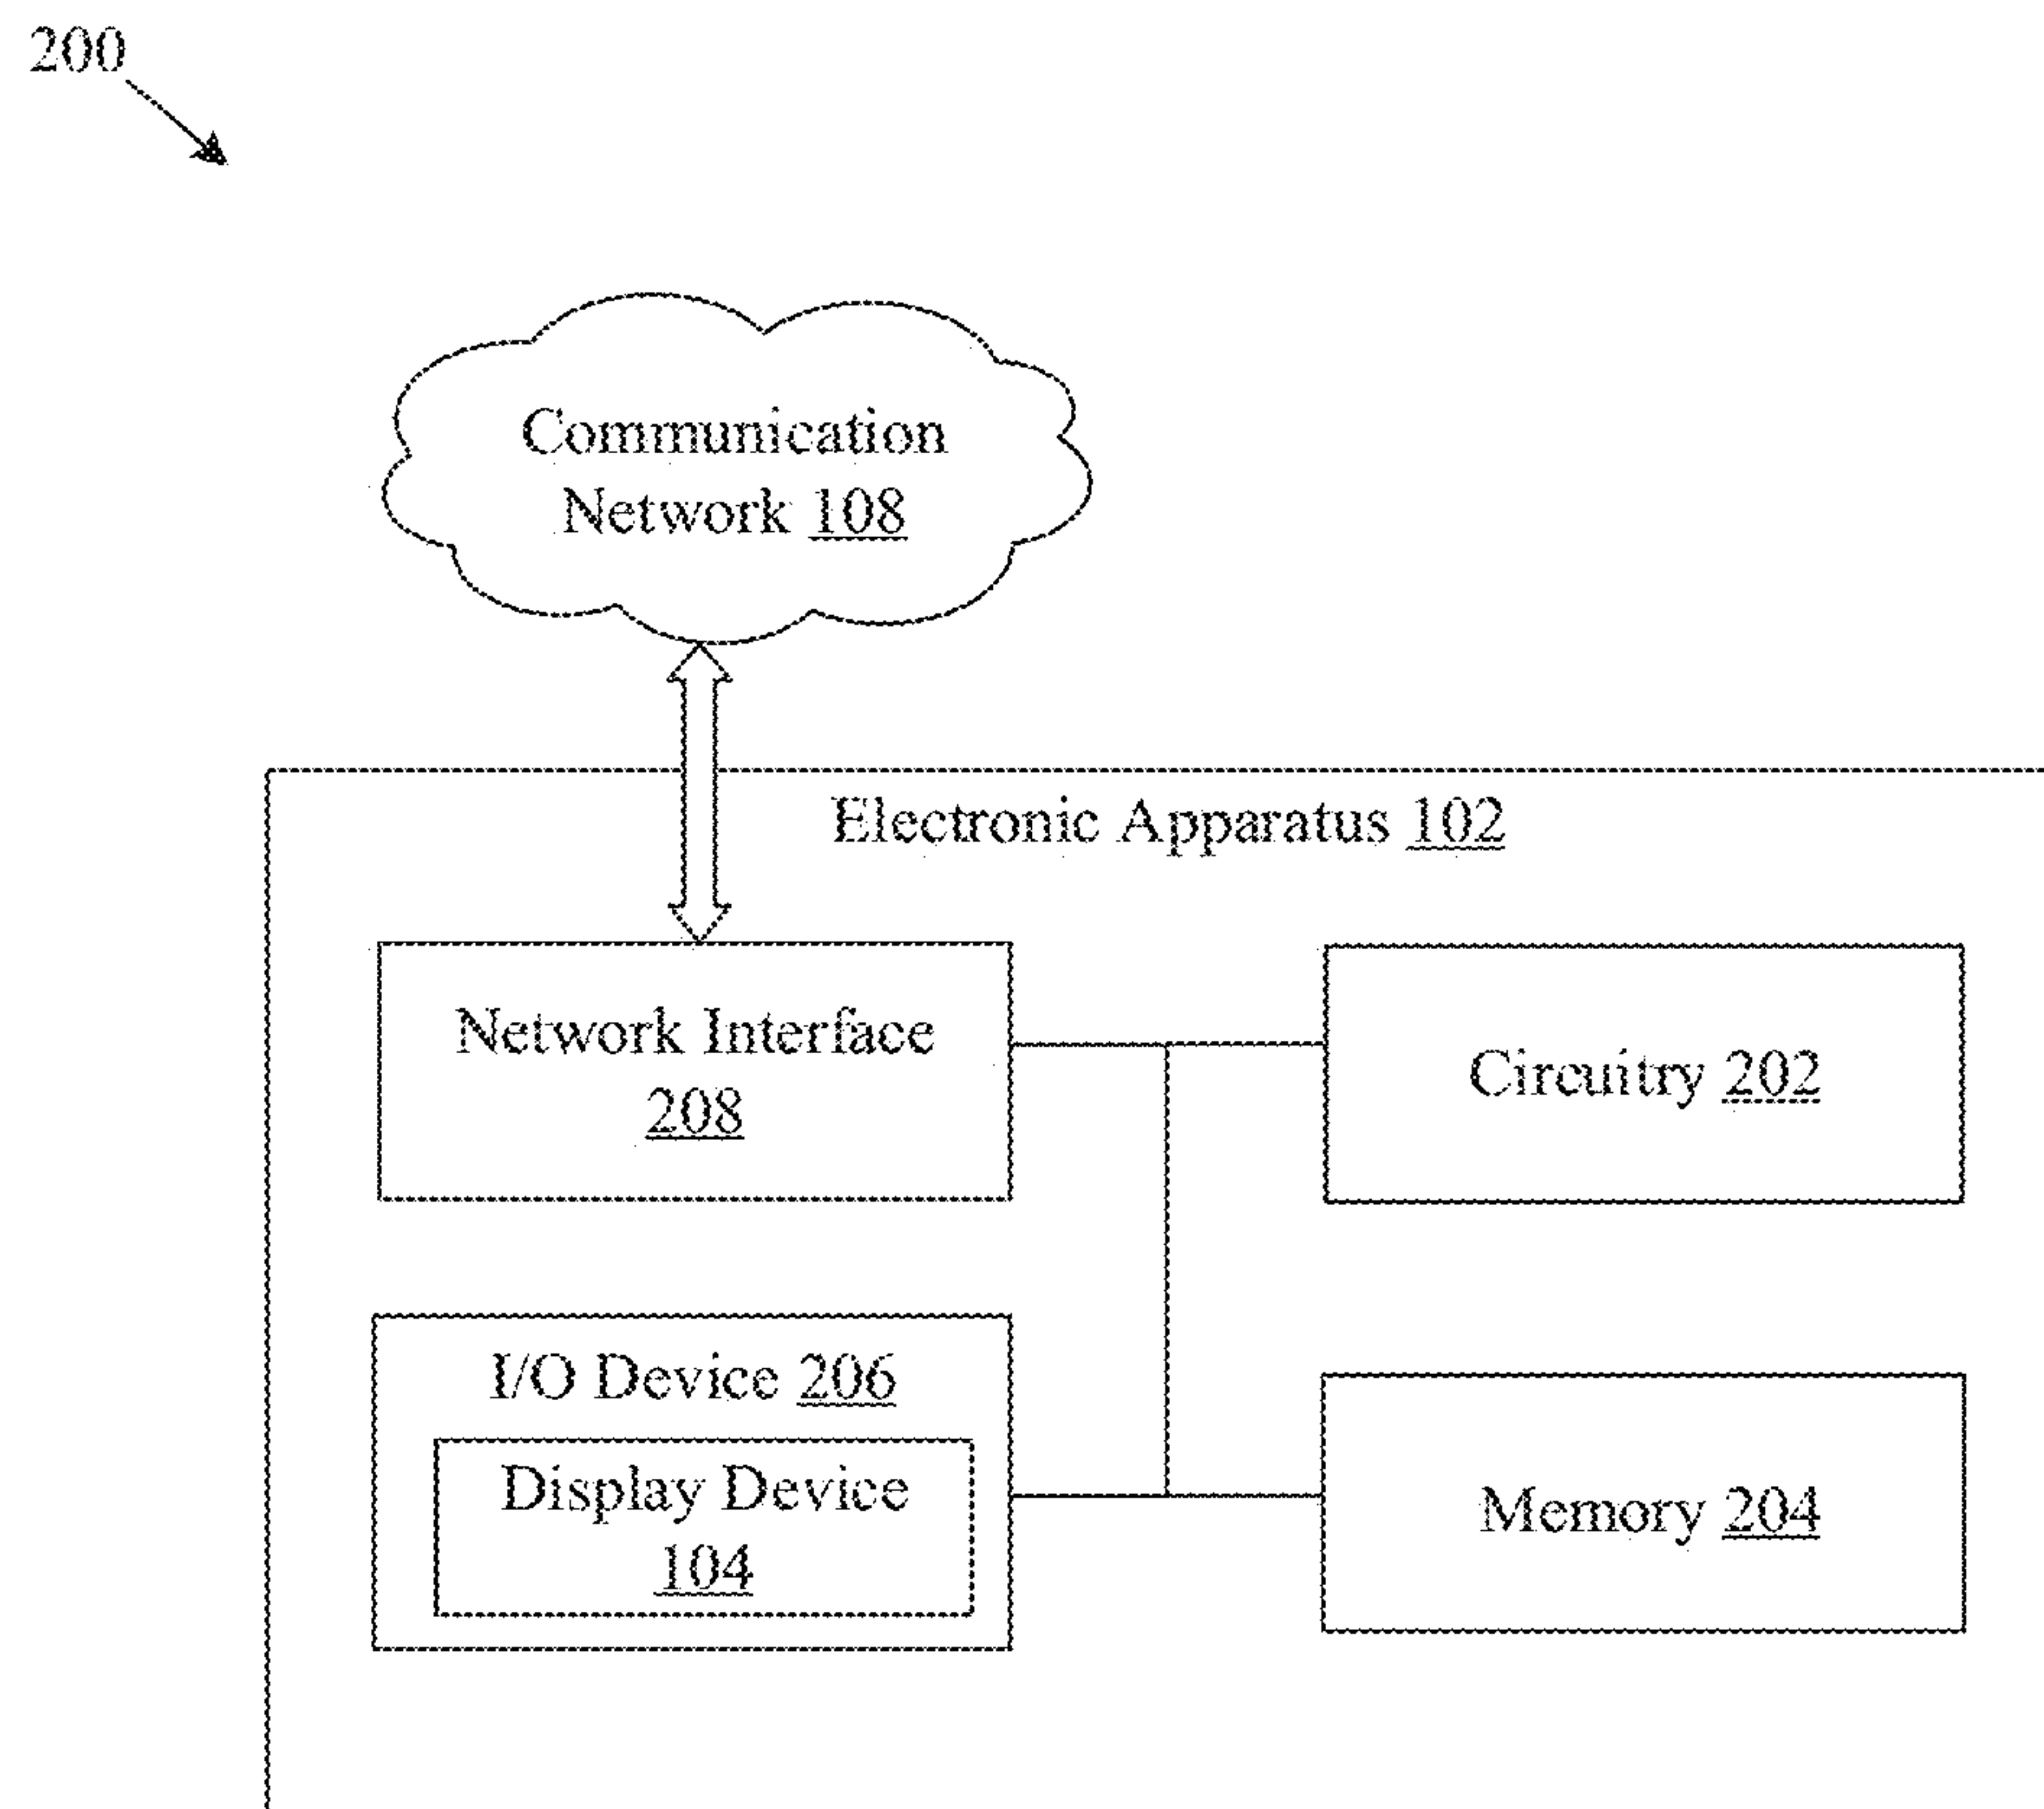 200
Communication
Network 108
Electronic Apparatus 102
Network Interface
208
Circuitry 202
I/O Device 206
Display Device
104
Memory 204